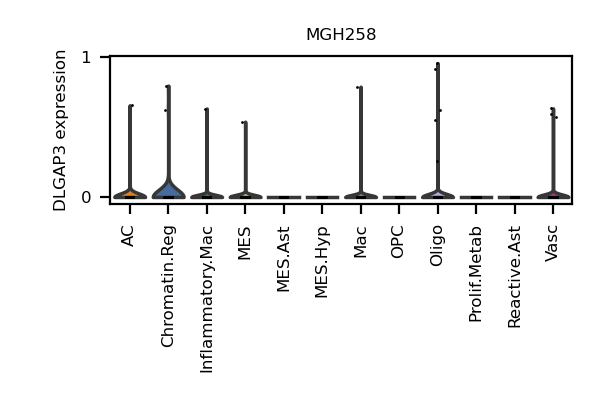 MGH258
DLGAP3 expression
1
0
AC
Chromatin.Reg
Inflammatory.Mac
MES
MES.Ast
MES.Hyp
Mac
OPC
Oligo
Prolif.Metab
Reactive.Ast
Vasc